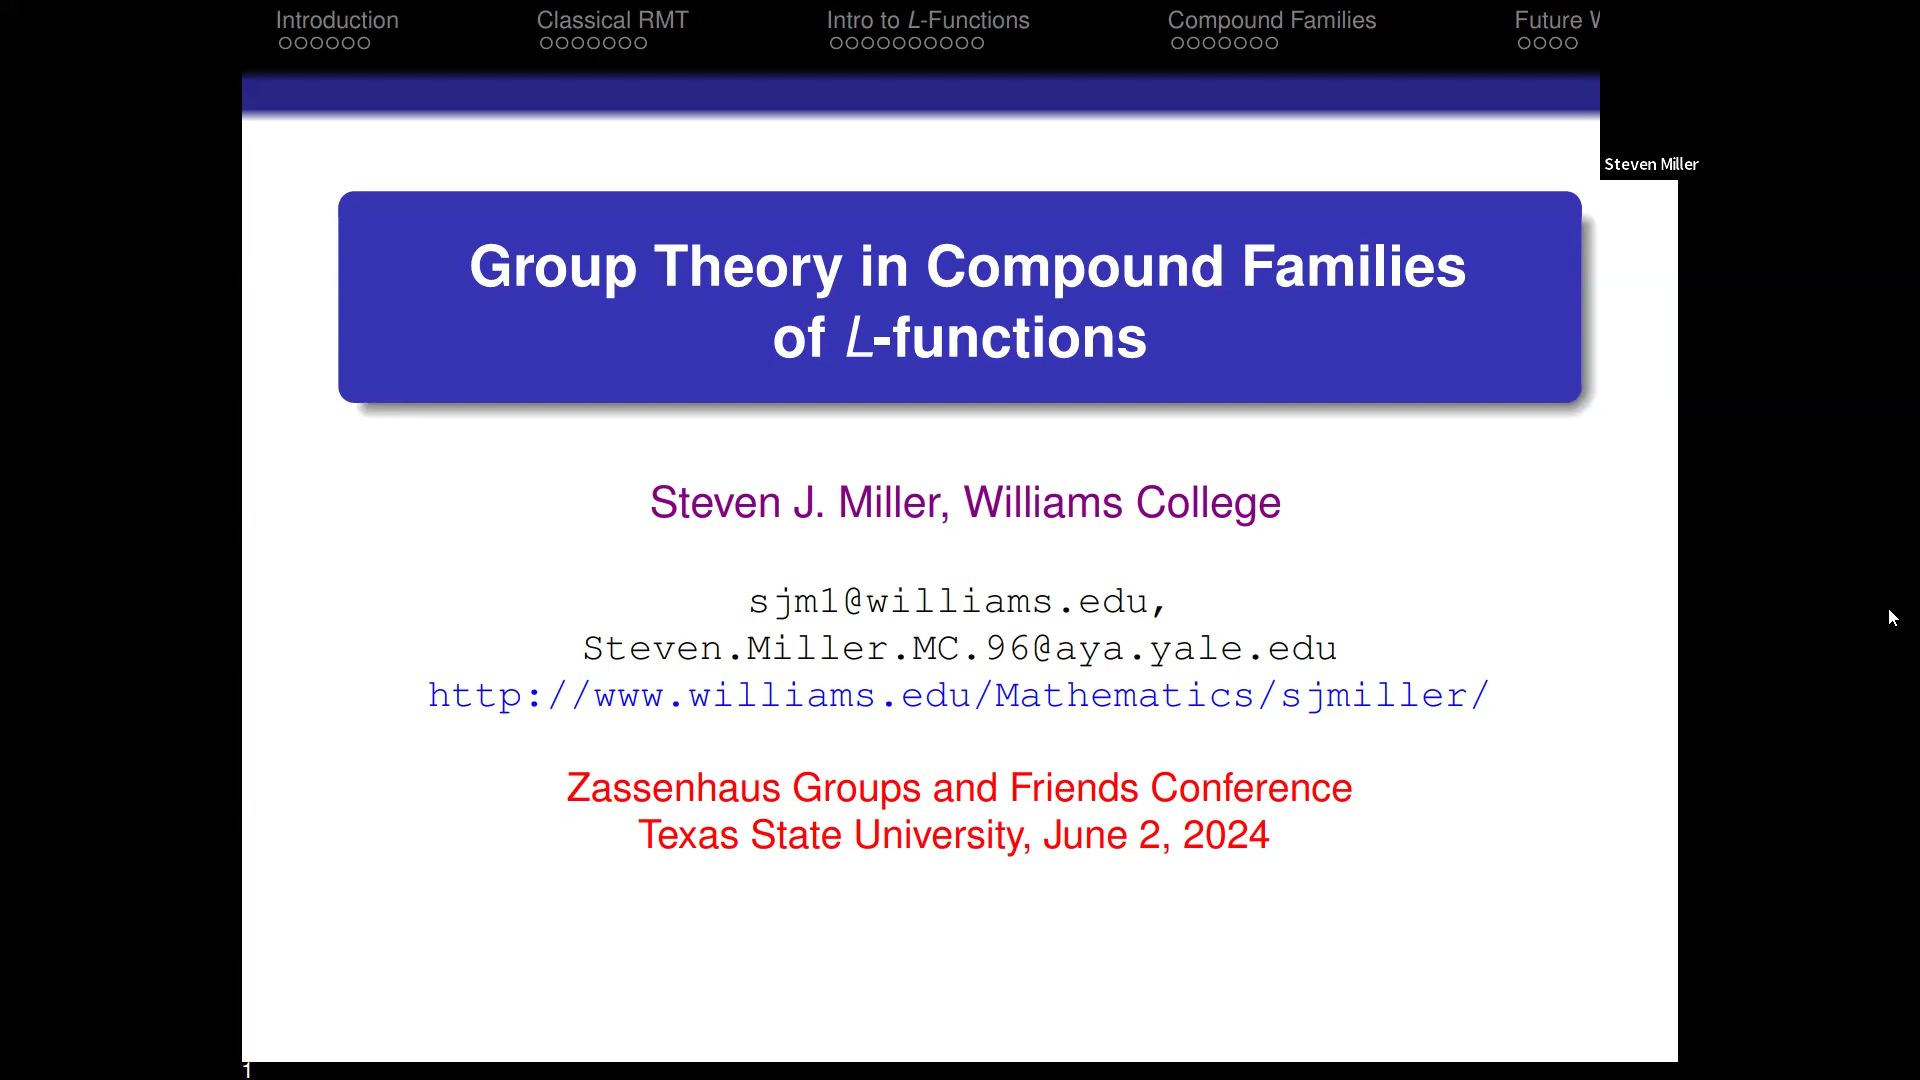 Introduction Classical RMT Intro to L-Functions Compound Families Future
Steven Miller
Group Theory in Compound Families
of L-functions
Steven J. Miller, Williams College
sjm1@williams.edu,
Steven.Miller.MC.96@aya.yale.edu
http://www.williams.edu/Mathematics/sjmiller/
Zassenhaus Groups and Friends Conference
Texas State University, June 2, 2024
1